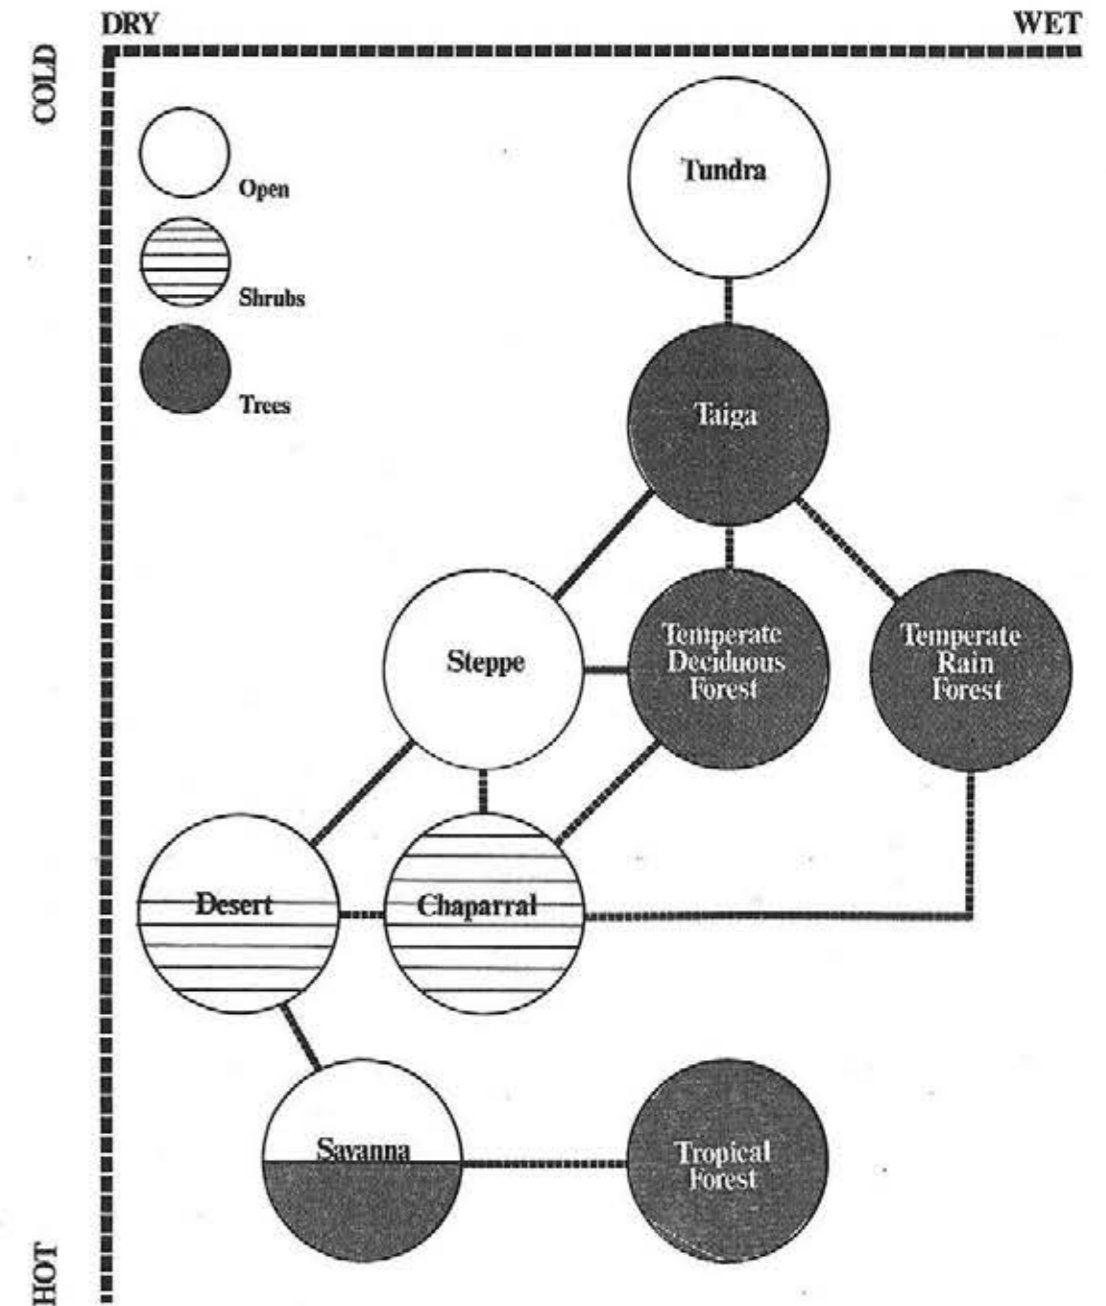 DRY
WET
COLD
Open
Shrubs
Trees
Tundra
Taiga
Steppe
Temperate
Deciduous
Forest
Temperate
Rain
Forest
Desert
Chaparral
Savanna
Tropical
Forest
HOT